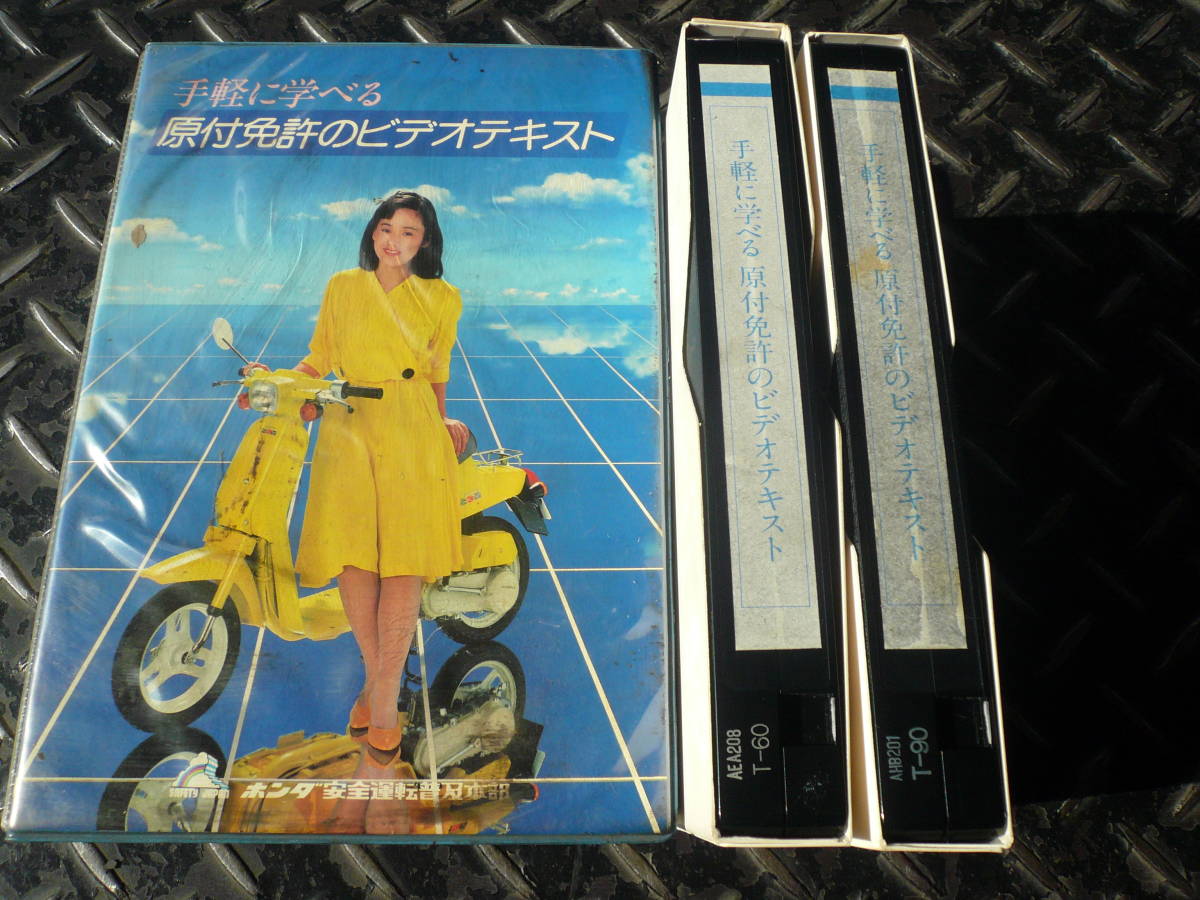 手軽に学べる
原付免許のビデオテキスト
ホンダ安全運転普及本部
手軽に学べる 原付免許のビデオテキスト
AEA208
T-60
手軽に学べる 原付免許のビデオテキスト
AHB201
T-90